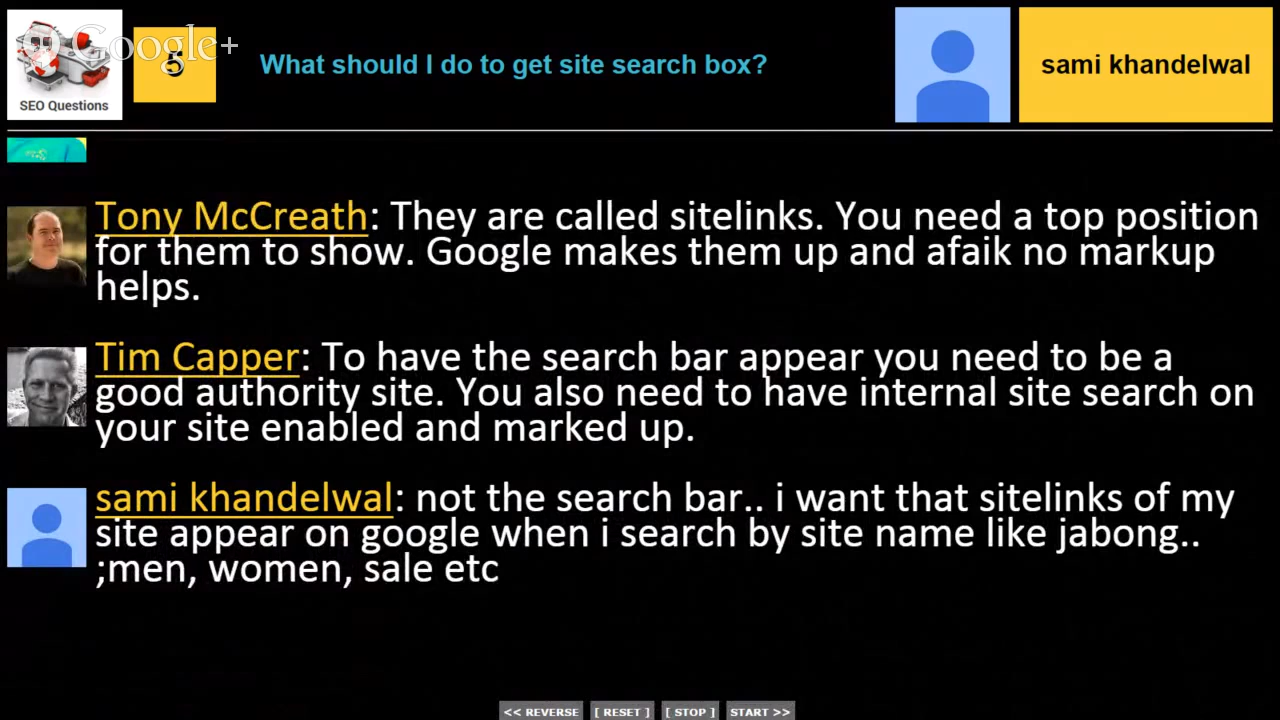 Google+
SEO Questions
5
What should I do to get site search box?
sami khandelwal
Tony McCreath: They are called sitelinks. You need a top position
for them to show. Google makes them up and afaik no markup
helps.
Tim Capper: To have the search bar appear you need to be a
good authority site. You also need to have internal site search on
your site enabled and marked up.
sami khandelwal: not the search bar.. i want that sitelinks of my
site appear on google when i search by site name like jabong..
;men, women, sale etc
<< REVERSE [ RESET ] [ STOP ] START >>